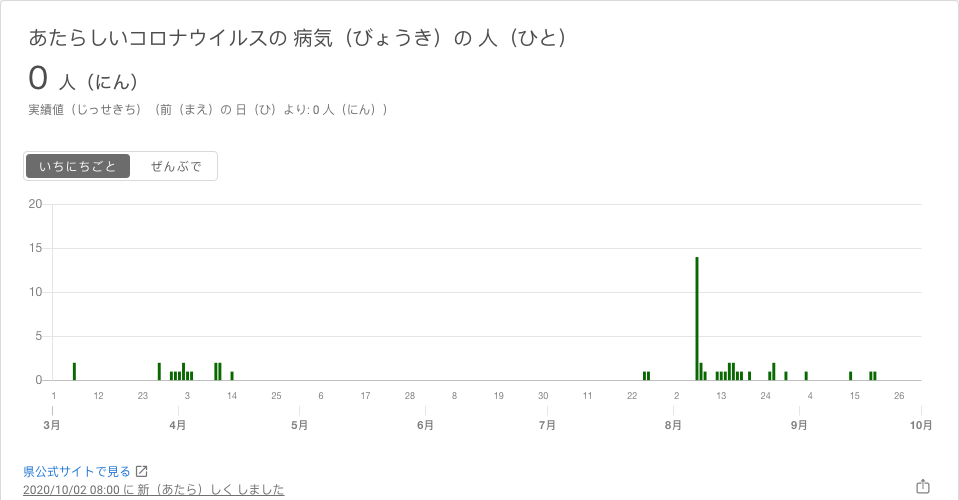 あたらしいコロナウイルスの 病気（びょうき）の 人（ひと）
0 人（にん）
実績値（じっせきち）（前（まえ）の 日（ひ）より: 0 人（にん））
いちにちごと ぜんぶで
20
15
10
5
0
1 12 23 3 14 25 6 17 28 8 19 30 11 22 2 13 24 4 15 26
3月 4月 5月 6月 7月 8月 9月 10月
県公式サイトで見る
2020/10/02 08:00 に 新（あたら）しく しました